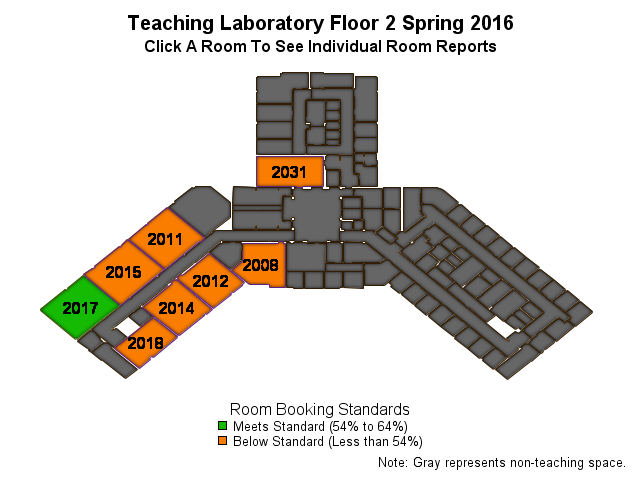 Teaching Laboratory Floor 2 Spring 2016
Click A Room To See Individual Room Reports
2031
2011
2015
2008
2012
2017
2014
2018
Room Booking Standards
Meets Standard (54% to 64%)
Below Standard (Less than 54%)
Note: Gray represents non-teaching space.